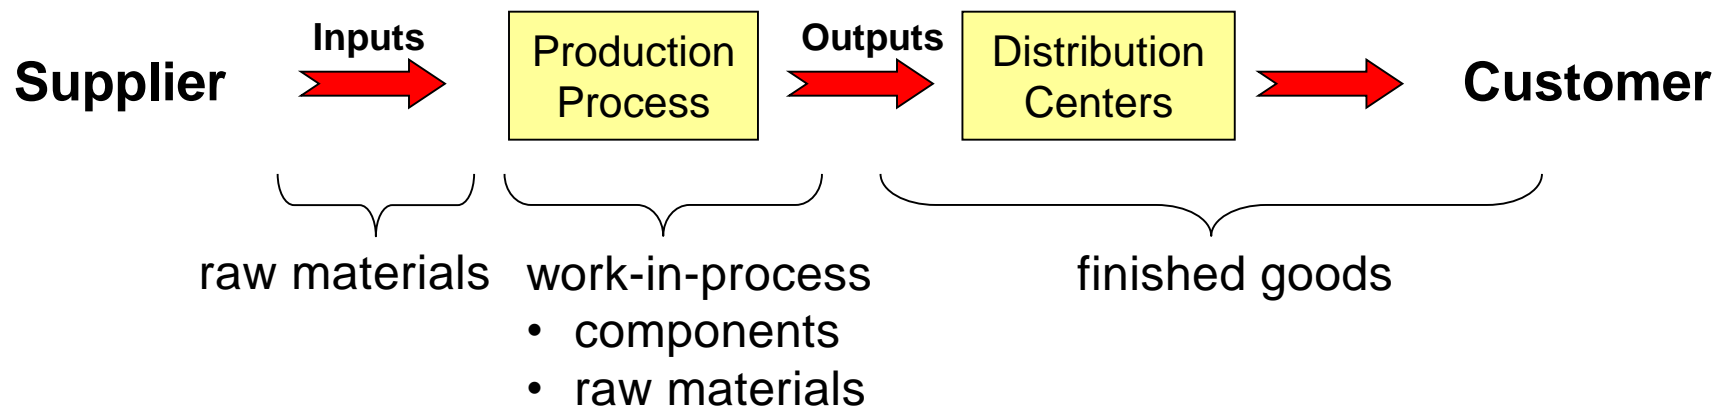 Supplier
Inputs
Production
Process
Outputs
Distribution
Centers
Customer
raw materials
work-in-process
• components
• raw materials
finished goods